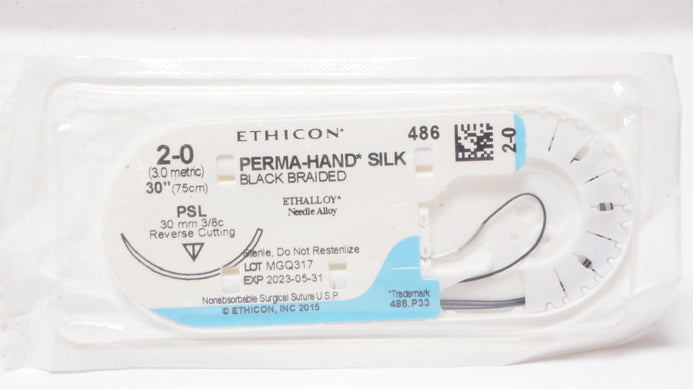 ETHICON*
486
2-0
2-0
(3.0 metric)
30" (75cm)
PERMA-HAND* SILK
BLACK BRAIDED
ETHALLOY*
Needle Alloy
PSL
30 mm 3/8c
Reverse Cutting
Sterile, Do Not Resterilize
LOT MGQ317
EXP 2023-05-31
Nonabsorbable Surgical Suture U.S.P.
© ETHICON, INC 2015
*Trademark
486.P33